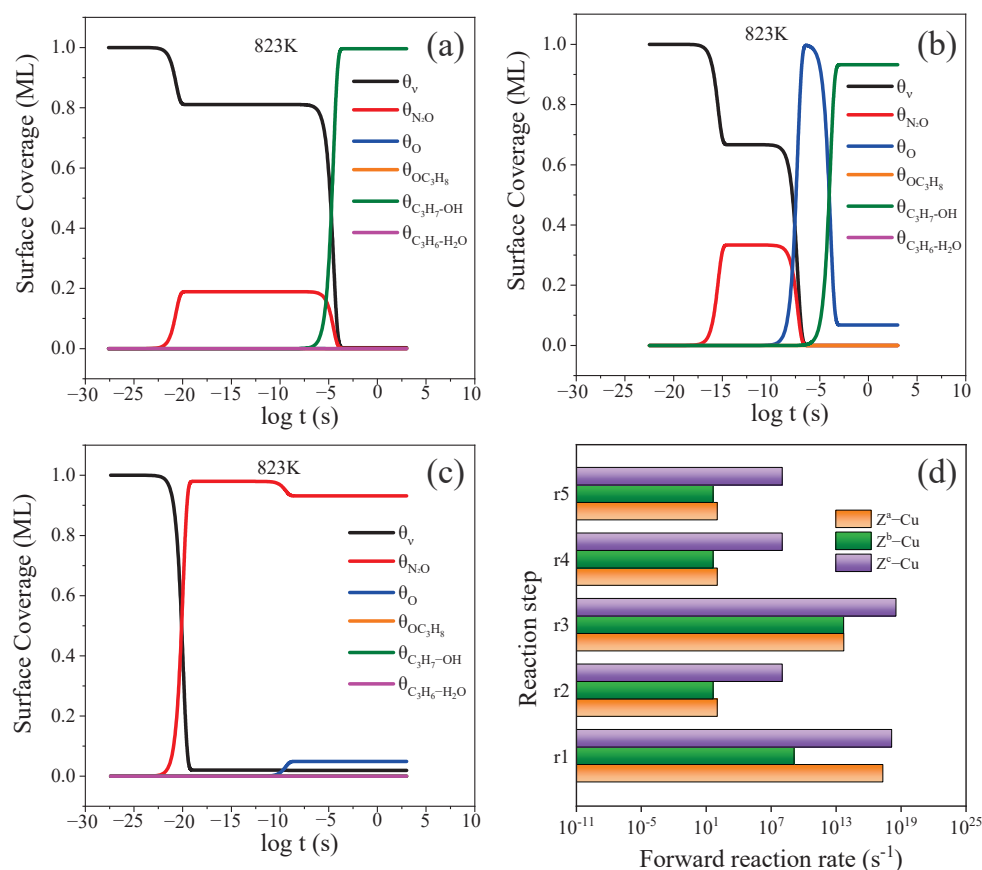 823K
(a)
θᵥ
θN₂O
θO
θOC₃H₈
θC₃H₇-OH
θC₃H₆-H₂O
Surface Coverage (ML)
1.0
0.8
0.6
0.4
0.2
0.0
−30 −25 −20 −15 −10 −5 0 5 10
log t (s)
823K
(b)
θᵥ
θN₂O
θO
θOC₃H₈
θC₃H₇-OH
θC₃H₆-H₂O
Surface Coverage (ML)
1.0
0.8
0.6
0.4
0.2
0.0
−30 −25 −20 −15 −10 −5 0 5 10
log t (s)
823K
(c)
θᵥ
θN₂O
θO
θOC₃H₈
θC₃H₇−OH
θC₃H₆−H₂O
Surface Coverage (ML)
1.0
0.8
0.6
0.4
0.2
0.0
−30 −25 −20 −15 −10 −5 0 5 10
log t (s)
(d)
Zᵃ−Cu
Zᵇ−Cu
Zᶜ−Cu
Reaction step
r5
r4
r3
r2
r1
10⁻¹¹ 10⁻⁵ 10¹ 10⁷ 10¹³ 10¹⁹ 10²⁵
Forward reaction rate (s⁻¹)